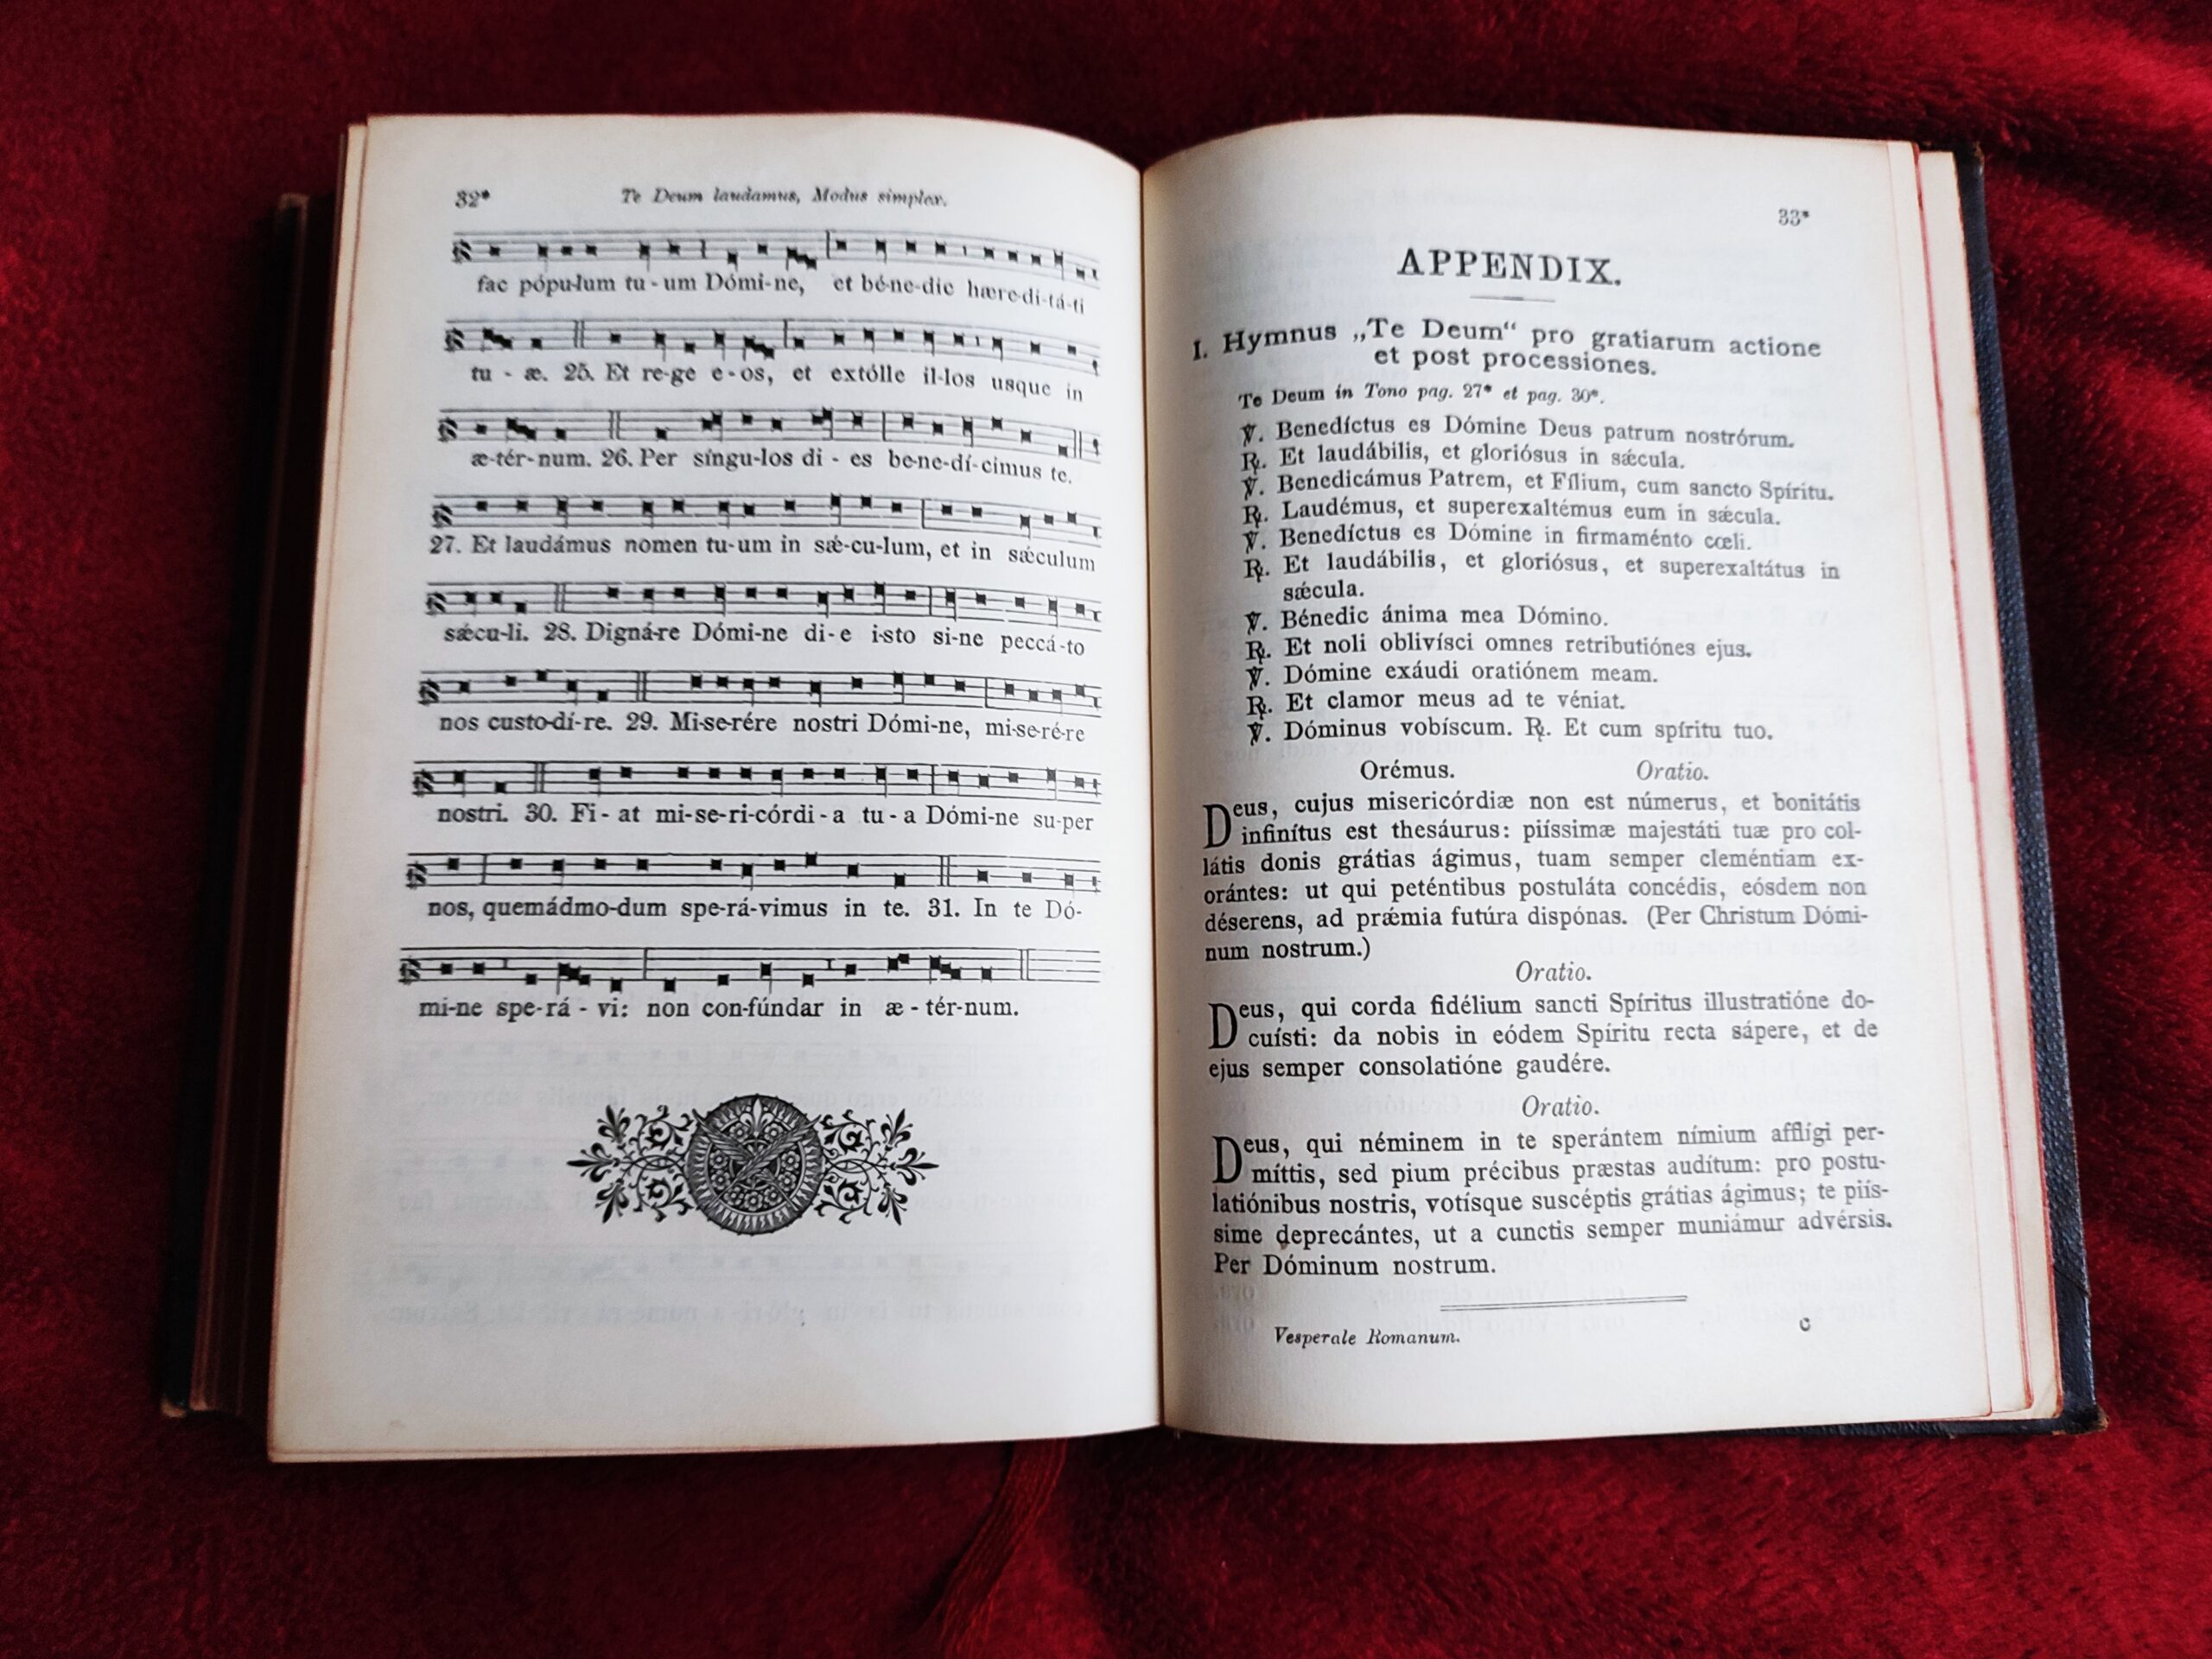 32*
Te Deum laudamus, Modus simplex.
fac pópu-lum tu - um Dómi-ne, et bé-ne-dic hære-di-tá-ti
tu - æ. 25. Et re-ge e - os, et extólle il-los usque in
æ-tér-num. 26. Per síngu-los di - es be-ne-dí-cimus te.
27. Et laudámus nomen tu-um in sǽ-cu-lum, et in sǽculum
sǽcu-li. 28. Digná-re Dómi-ne di-e i-sto si-ne peccá-to
nos custo-dí-re. 29. Mi-se-rére nostri Dómi-ne, mi-se-ré-re
nostri. 30. Fi- at mi-se-ri-córdi-a tu-a Dómi-ne su-per
nos, quemádmo-dum spe-rá-vimus in te. 31. In te Dó-
mi-ne spe-rá - vi: non con-fúndar in æ - tér-num.
33*
APPENDIX.
I. Hymnus „Te Deum“ pro gratiarum actione
et post processiones.
Te Deum in Tono pag. 27* et pag. 30*.
℣. Benedíctus es Dómine Deus patrum nostrórum.
℟. Et laudábilis, et gloriósus in sǽcula.
℣. Benedicámus Patrem, et Fílium, cum sancto Spíritu.
℟. Laudémus, et superexaltémus eum in sǽcula.
℣. Benedíctus es Dómine in firmaménto cœli.
℟. Et laudábilis, et gloriósus, et superexaltátus in
sǽcula.
℣. Bénedic ánima mea Dómino.
℟. Et noli oblivísci omnes retributiónes ejus.
℣. Dómine exáudi oratiónem meam.
℟. Et clamor meus ad te véniat.
℣. Dóminus vobíscum. ℟. Et cum spíritu tuo.
Orémus. Oratio.
Deus, cujus misericórdiæ non est númerus, et bonitátis
infinítus est thesáurus: piíssimæ majestáti tuæ pro col-
látis donis grátias ágimus, tuam semper cleméntiam ex-
orántes: ut qui peténtibus postuláta concédis, eósdem non
déserens, ad prǽmia futúra dispónas. (Per Christum Dómi-
num nostrum.)
Oratio.
Deus, qui corda fidélium sancti Spíritus illustratióne do-
cuísti: da nobis in eódem Spíritu recta sápere, et de
ejus semper consolatióne gaudére.
Oratio.
Deus, qui néminem in te sperántem nímium afflígi per-
míttis, sed pium précibus præstas audítum: pro postu-
latiónibus nostris, votísque suscéptis grátias ágimus; te piís-
sime deprecántes, ut a cunctis semper muniámur advérsis.
Per Dóminum nostrum.
Vesperale Romanum.
c